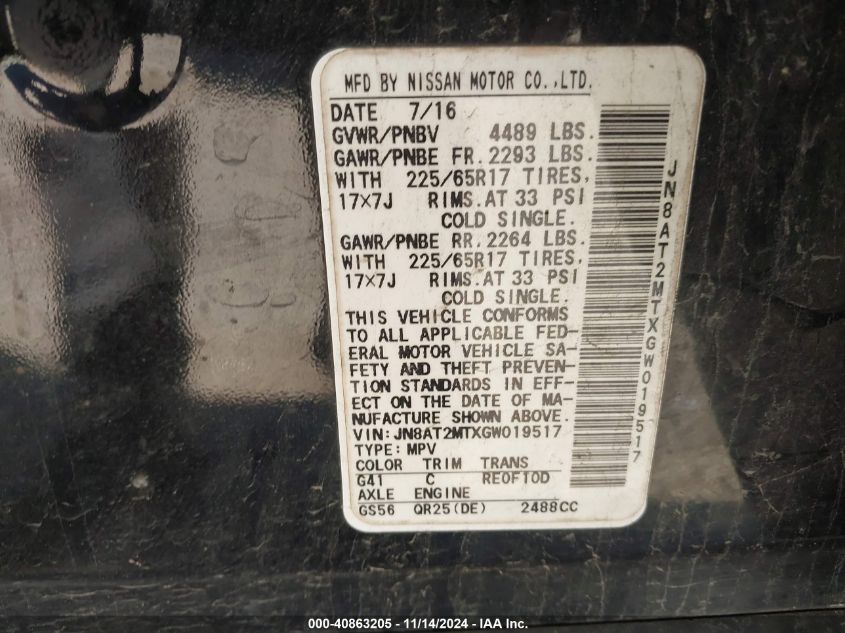 MFD BY NISSAN MOTOR CO.,LTD.
DATE 7/16
GVWR/PNBV 4489 LBS.
GAWR/PNBE FR. 2293 LBS.
WITH 225/65R17 TIRES,
17×7J RIMS. AT 33 PSI
COLD SINGLE.
GAWR/PNBE RR. 2264 LBS.
WITH 225/65R17 TIRES,
17×7J RIMS. AT 33 PSI
COLD SINGLE.
THIS VEHICLE CONFORMS
TO ALL APPLICABLE FED-
ERAL MOTOR VEHICLE SA-
FETY AND THEFT PREVEN-
TION STANDARDS IN EFF-
ECT ON THE DATE OF MA-
NUFACTURE SHOWN ABOVE.
VIN: JN8AT2MTXGW019517
TYPE: MPV
COLOR TRIM TRANS
G41 C RE0F10D
AXLE ENGINE
GS56 QR25(DE) 2488CC
JN8AT2MTXGW019517
000-40863205 - 11/14/2024 - IAA Inc.